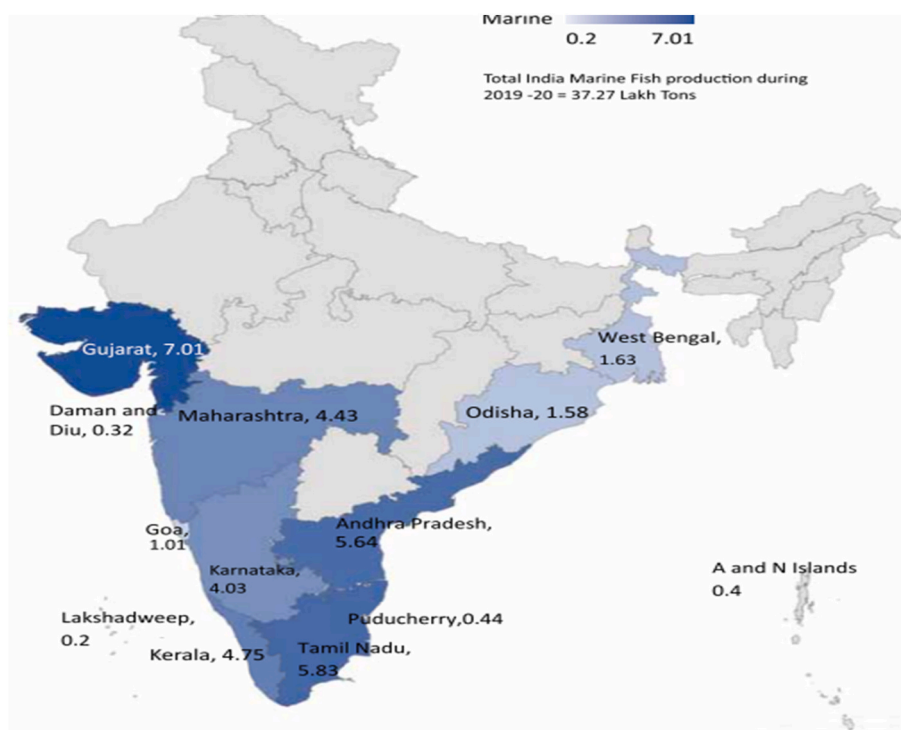 Marine
0.2 7.01
Total India Marine Fish production during
2019 -20 = 37.27 Lakh Tons
West Bengal,
1.63
Gujarat, 7.01
Daman and
Diu, 0.32
Maharashtra, 4.43
Odisha, 1.58
Goa,
1.01
Andhra Pradesh,
5.64
Karnataka,
4.03
A and N Islands
0.4
Lakshadweep,
0.2
Puducherry,0.44
Kerala, 4.75
Tamil Nadu,
5.83